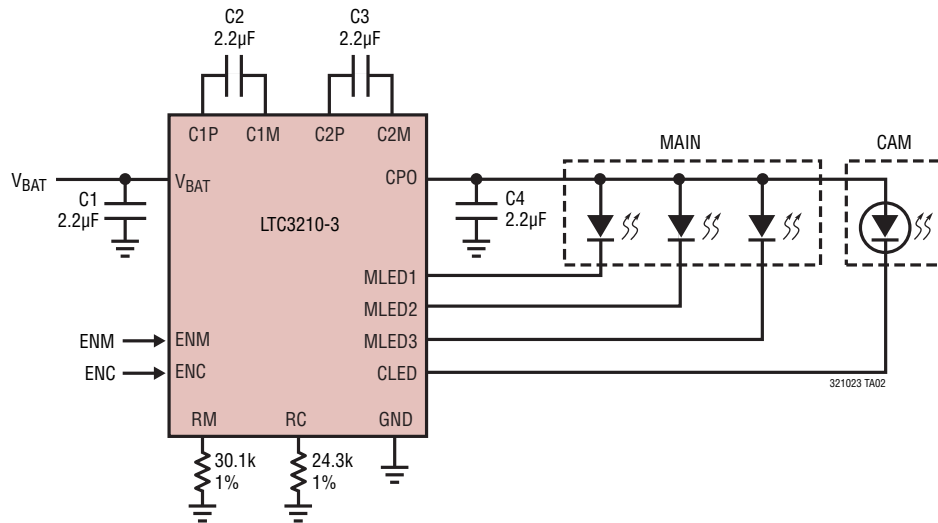 C2
2.2µF
C3
2.2µF
C1P
C1M
C2P
C2M
MAIN
CAM
VBAT
VBAT
CPO
C1
2.2µF
C4
2.2µF
LTC3210-3
MLED1
MLED2
MLED3
CLED
ENM
ENM
ENC
ENC
321023 TA02
RM
RC
GND
30.1k
1%
24.3k
1%